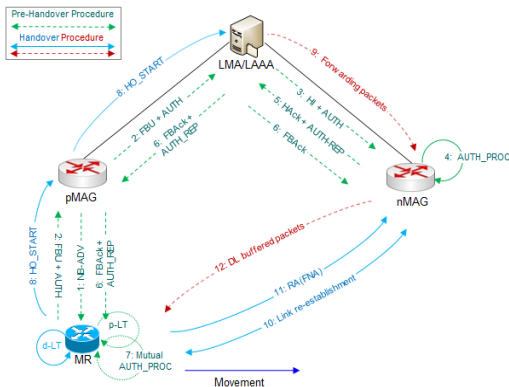 Pre-Handover Procedure
Handover Procedure
LMA/LAAA
8: HO_START
9: Forwarding packets
2: FBU + AUTH
6: FBAck+
AUTH_REP
3: HI + AUTH
5: HAck + AUTH-REP
6: FBAck
4: AUTH_PROC
pMAG
nMAG
8: HO_START
2: FBU +
AUTH
1: NB-ADV
6: FBAck+
AUTH_REP
12: DL buffered packets
11: RA(FNA)
10: Link re-establishment
p-LT
d-LT
MR
7: Mutual
AUTH_PROC
Movement